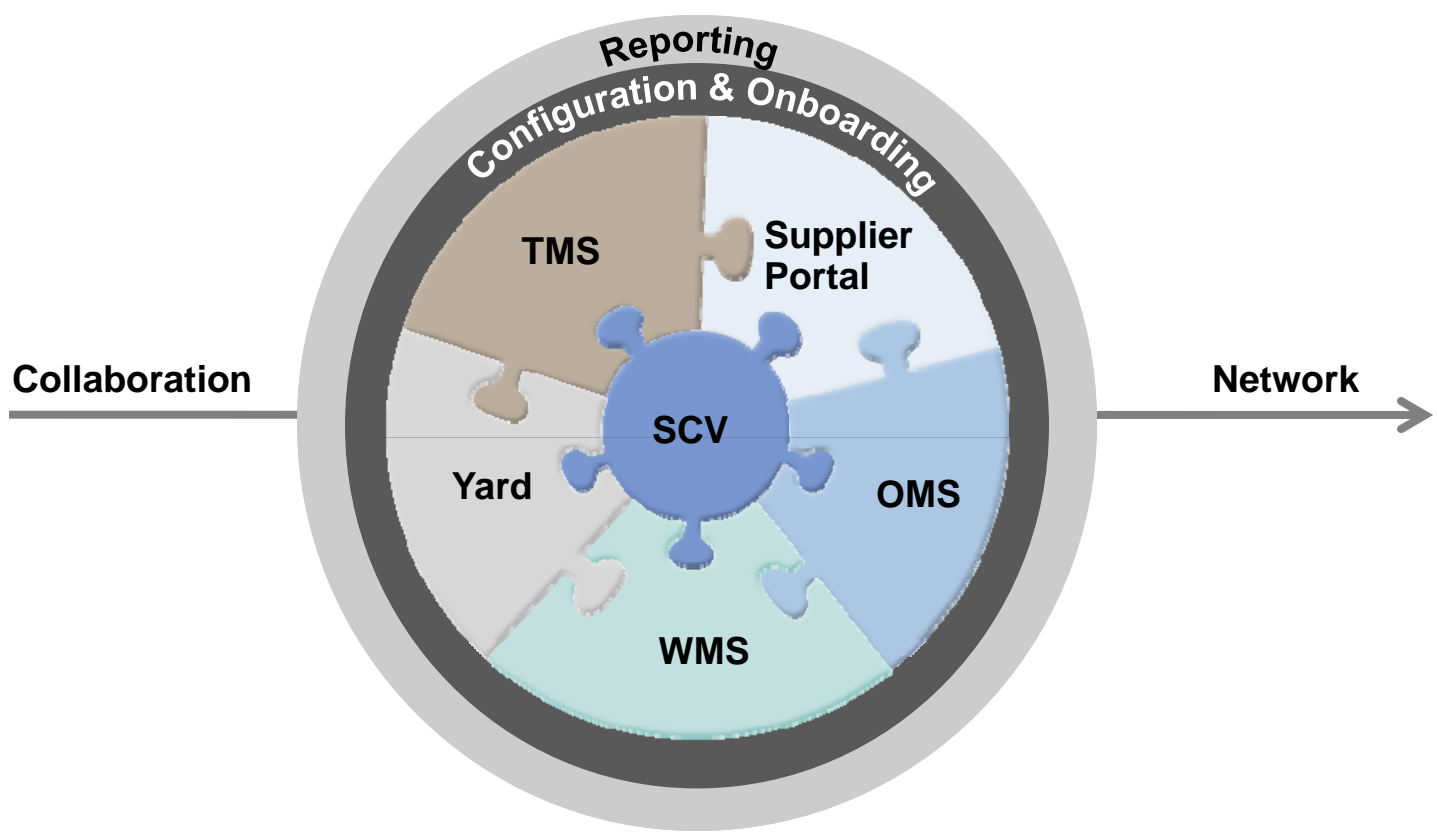 Reporting
Configuration & Onboarding
TMS
Supplier
Portal
Collaboration
Network
SCV
Yard
OMS
WMS